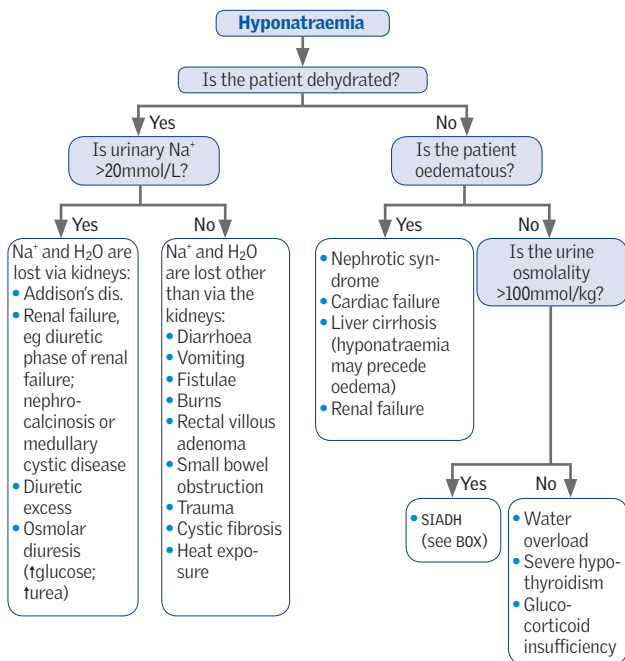 Hyponatraemia
Is the patient dehydrated?
Yes
No
Is urinary Na⁺
>20mmol/L?
Is the patient
oedematous?
Yes
No
Yes
No
Na⁺ and H₂O are
lost via kidneys:
• Addison's dis.
• Renal failure,
eg diuretic
phase of renal
failure;
nephro-
calcinosis or
medullary
cystic disease
• Diuretic
excess
• Osmolar
diuresis
(↑glucose;
↑urea)
Na⁺ and H₂O
are lost other
than via the
kidneys:
• Diarrhoea
• Vomiting
• Fistulae
• Burns
• Rectal villous
adenoma
• Small bowel
obstruction
• Trauma
• Cystic fibrosis
• Heat expo-
sure
• Nephrotic syn-
drome
• Cardiac failure
• Liver cirrhosis
(hyponatraemia
may precede
oedema)
• Renal failure
Is the urine
osmolality
>100mmol/kg?
Yes
No
• SIADH
(see BOX)
• Water
overload
• Severe hypo-
thyroidism
• Gluco-
corticoid
insufficiency